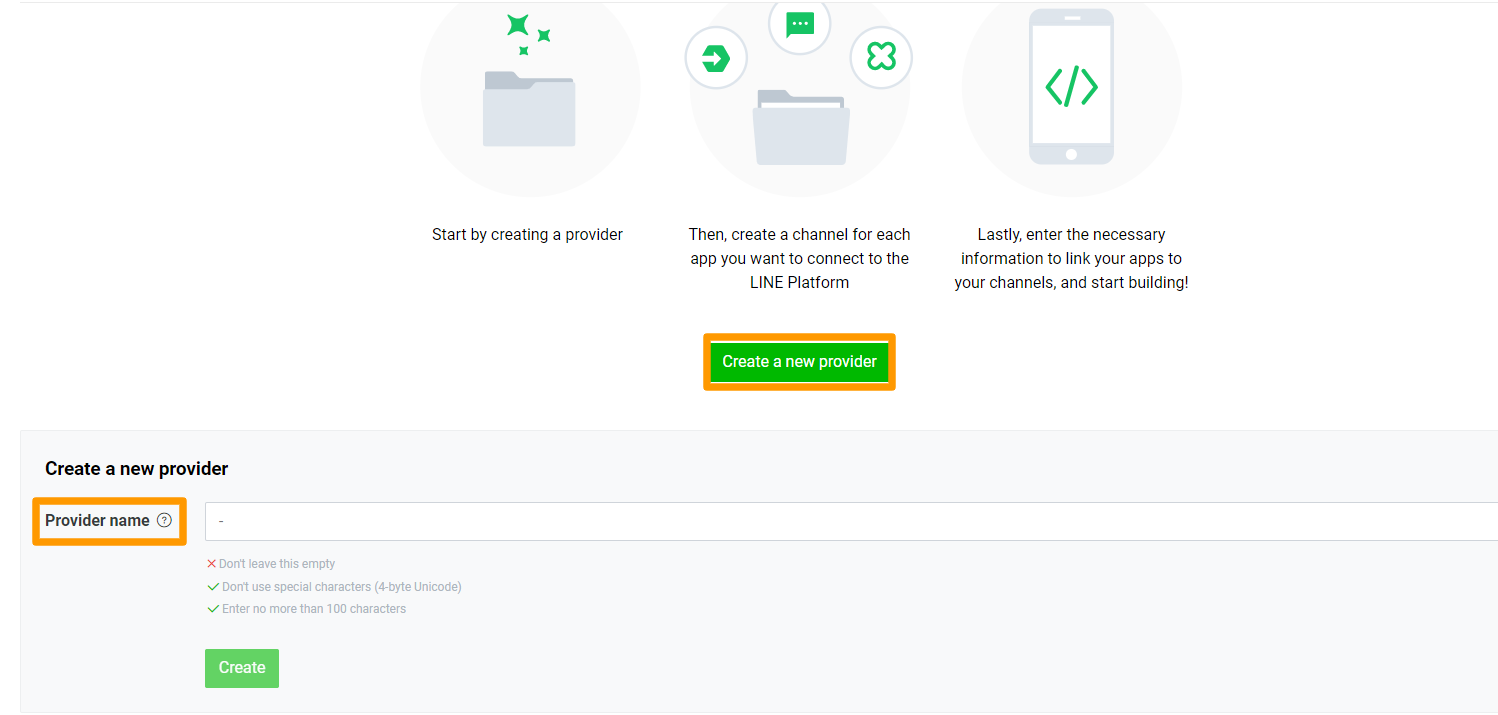 Start by creating a provider
Then, create a channel for each
app you want to connect to the
LINE Platform
Lastly, enter the necessary
information to link your apps to
your channels, and start building!
Create a new provider
Create a new provider
Provider name ?
-
Don't leave this empty
Don't use special characters (4-byte Unicode)
Enter no more than 100 characters
Create